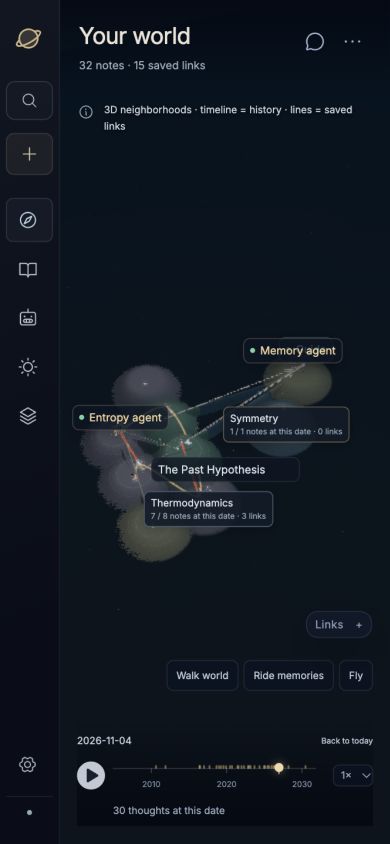 Your world
32 notes · 15 saved links
3D neighborhoods · timeline = history · lines = saved
links
Memory agent
Entropy agent
Symmetry
1 / 1 notes at this date · 0 links
The Past Hypothesis
Thermodynamics
7 / 8 notes at this date · 3 links
Links +
Walk world
Ride memories
Fly
2026-11-04
Back to today
1×
2010
2020
2030
30 thoughts at this date